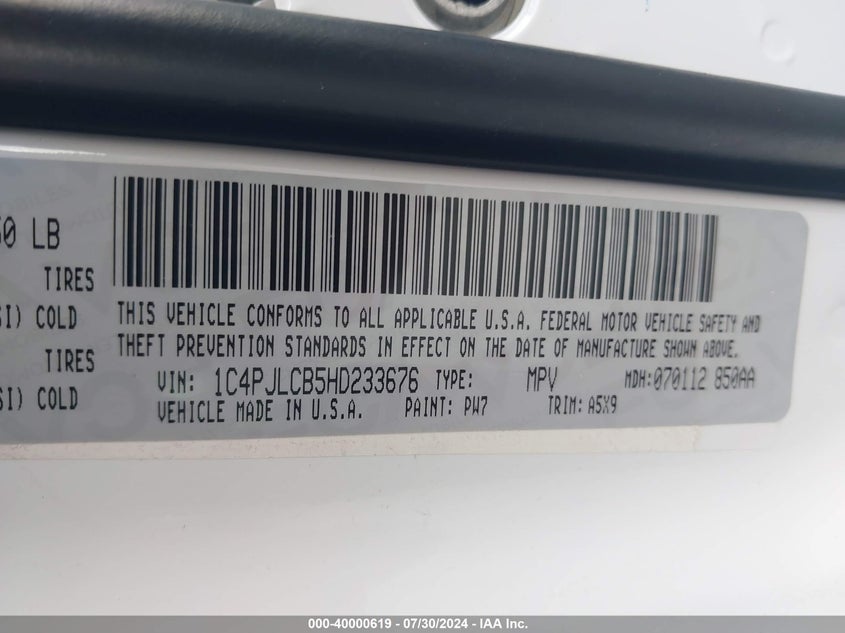 50 LB
TIRES
SI) COLD
TIRES
SI) COLD
THIS VEHICLE CONFORMS TO ALL APPLICABLE U.S.A. FEDERAL MOTOR VEHICLE SAFETY AND
THEFT PREVENTION STANDARDS IN EFFECT ON THE DATE OF MANUFACTURE SHOWN ABOVE.
VIN: 1C4PJLCB5HD233676 TYPE: MPV MDH:070112 850AA
VEHICLE MADE IN U.S.A. PAINT: PW7 TRIM: A5X9
000-40000619 - 07/30/2024 - IAA Inc.